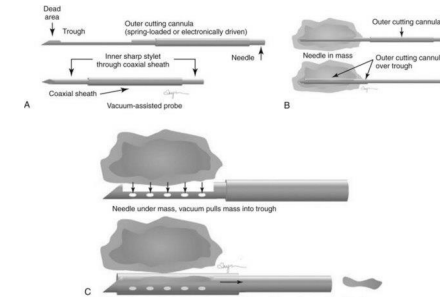 Dead
area
Trough
Outer cutting cannula
(spring-loaded or electronically driven)
Needle
Inner sharp stylet
through coaxial sheath
Coaxial sheath
Vacuum-assisted probe
A
Outer cutting cannula
Needle in mass
Outer cutting
over trough
B
Needle under mass, vacuum pulls mass into trough
C